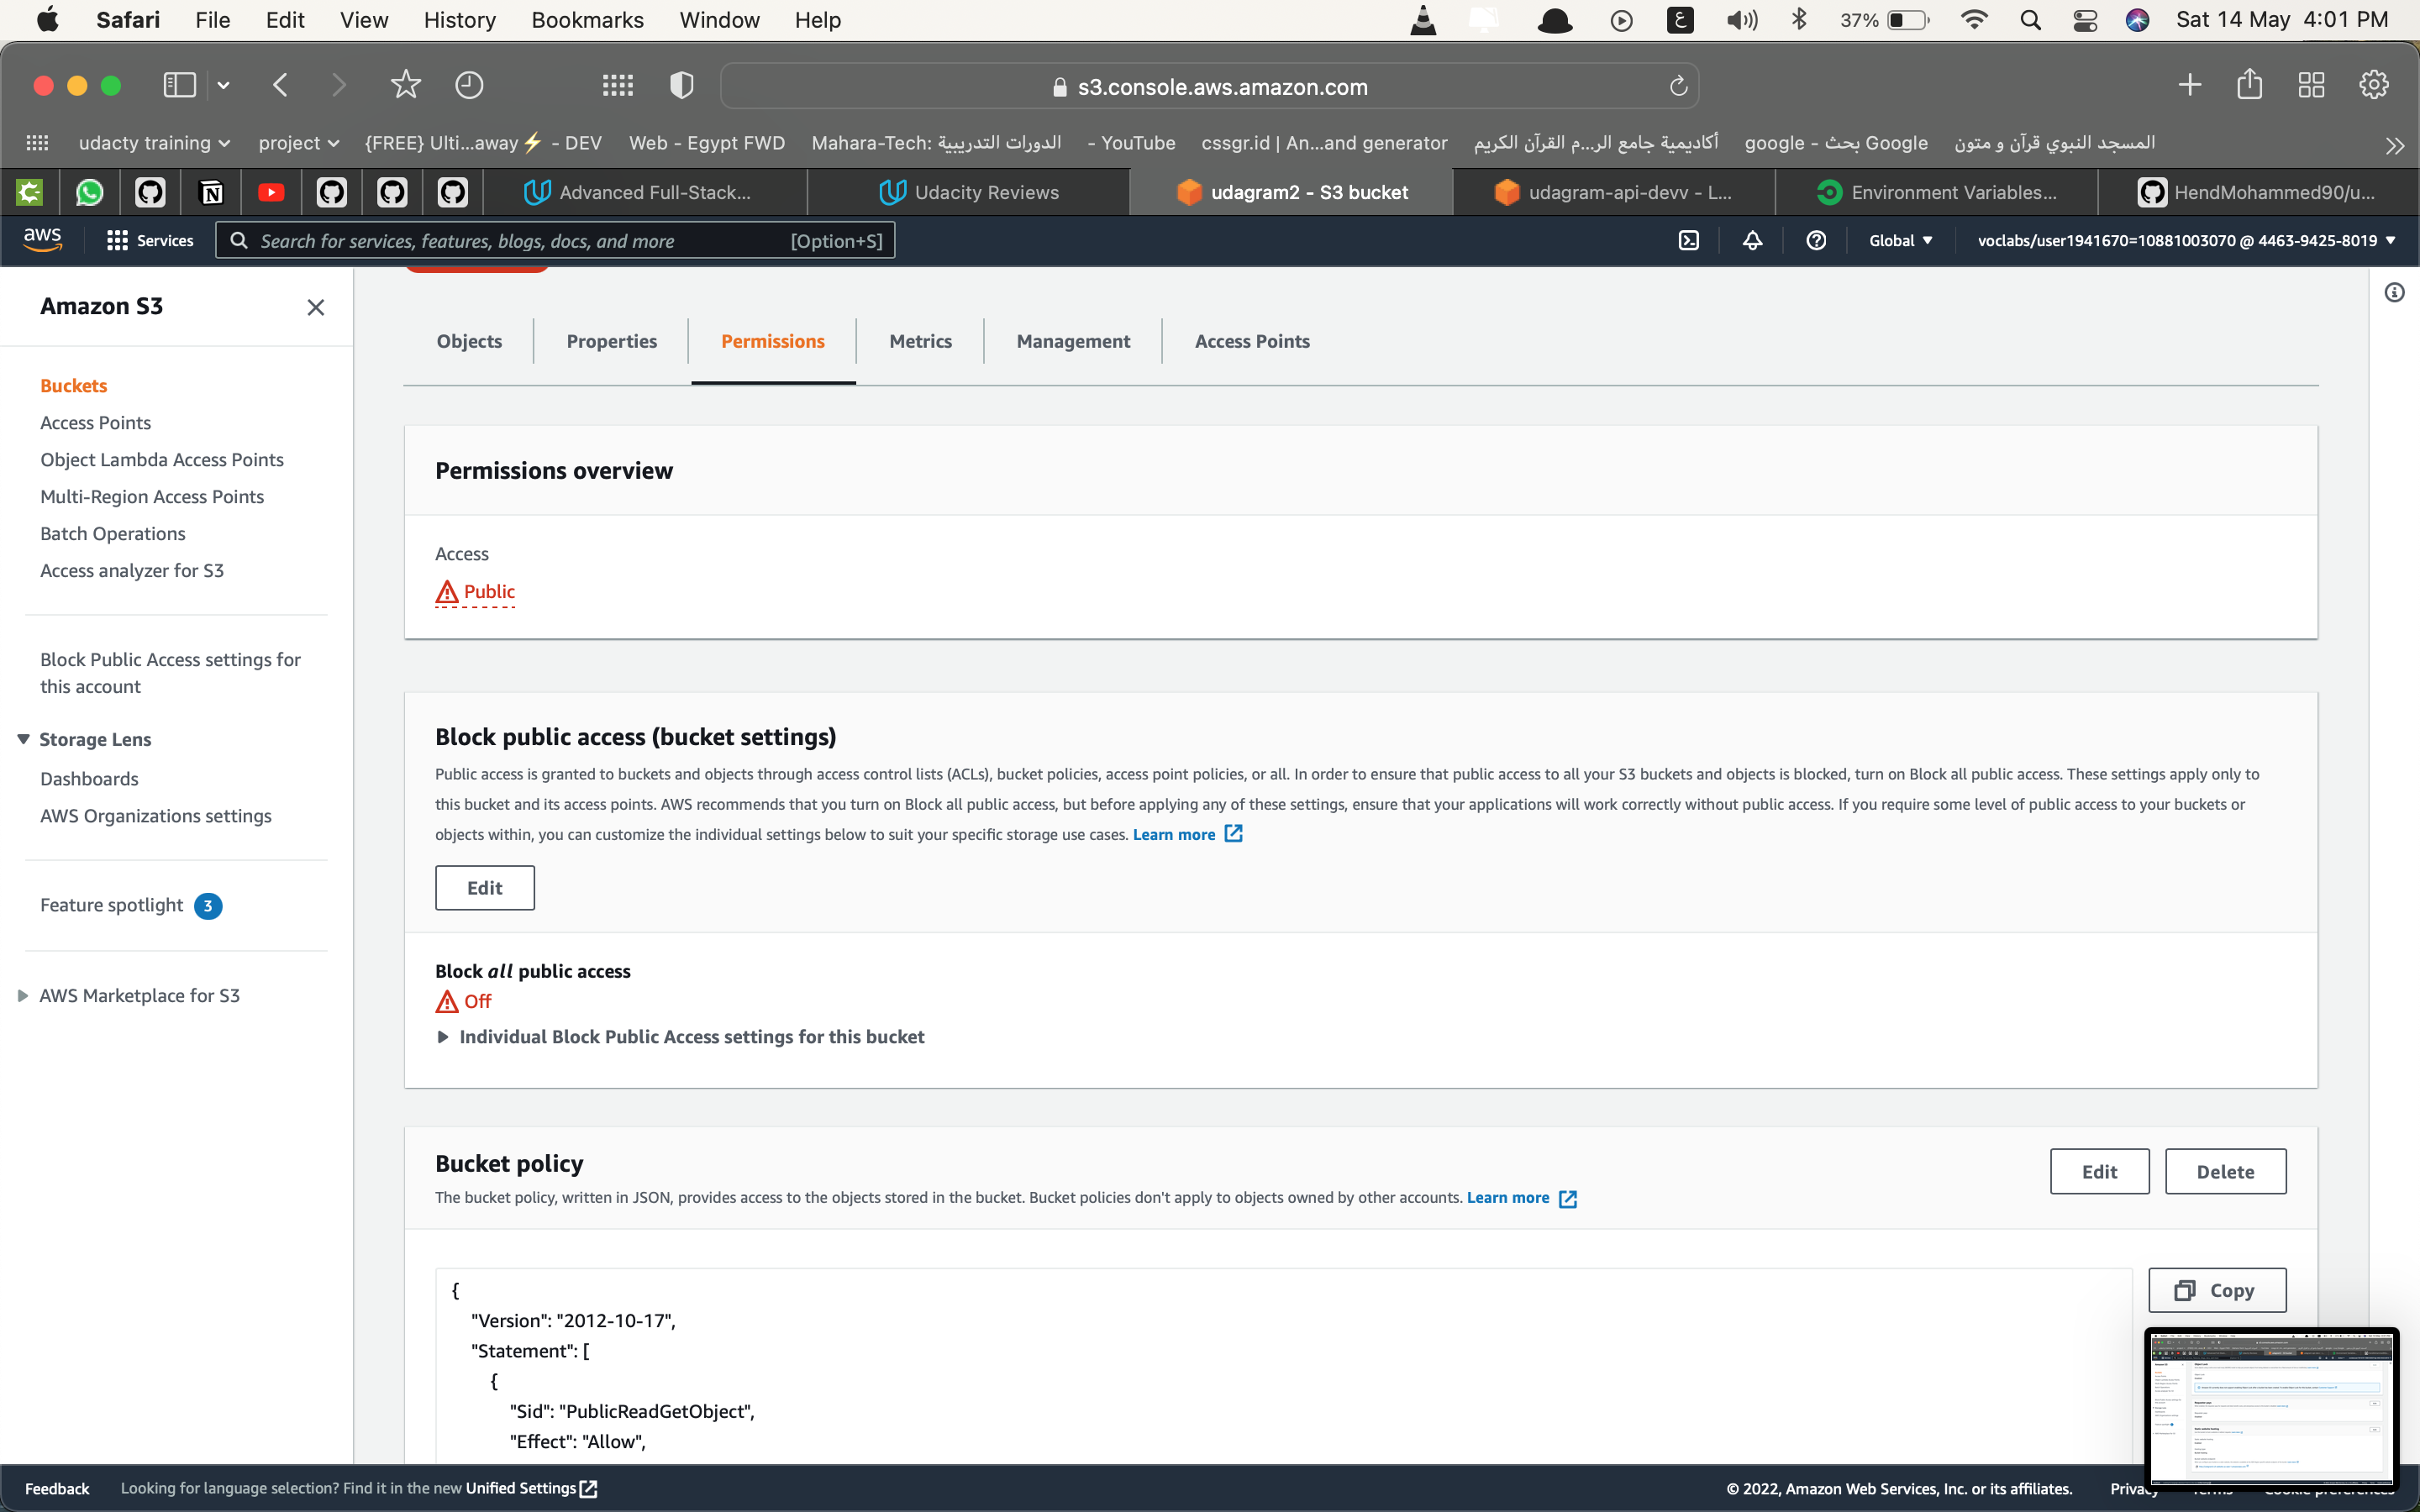 Safari File Edit View History Bookmarks Window Help ع 37% Sat 14 May 4:01 PM
s3.console.aws.amazon.com
udacty training project {FREE} Ulti...away⚡ - DEV Web - Egypt FWD Mahara-Tech: الدورات التدريبية - YouTube cssgr.id | An...and generator أكاديمية جامع الر...م القرآن الكريم google - بحث Google المسجد النبوي قرآن و متون
Advanced Full-Stack... Udacity Reviews udagram2 - S3 bucket udagram-api-devv - L... Environment Variables... HendMohammed90/u...
aws Services Search for services, features, blogs, docs, and more [Option+S] Global voclabs/user1941670=10881003070 @ 4463-9425-8019
Amazon S3
Buckets
Access Points
Object Lambda Access Points
Multi-Region Access Points
Batch Operations
Access analyzer for S3
Block Public Access settings for
this account
Storage Lens
Dashboards
AWS Organizations settings
Feature spotlight 3
AWS Marketplace for S3
Objects Properties Permissions Metrics Management Access Points
Permissions overview
Access
Public
Block public access (bucket settings)
Public access is granted to buckets and objects through access control lists (ACLs), bucket policies, access point policies, or all. In order to ensure that public access to all your S3 buckets and objects is blocked, turn on Block all public access. These settings apply only to
this bucket and its access points. AWS recommends that you turn on Block all public access, but before applying any of these settings, ensure that your applications will work correctly without public access. If you require some level of public access to your buckets or
objects within, you can customize the individual settings below to suit your specific storage use cases. Learn more
Edit
Block all public access
Off
Individual Block Public Access settings for this bucket
Bucket policy
The bucket policy, written in JSON, provides access to the objects stored in the bucket. Bucket policies don't apply to objects owned by other accounts. Learn more
Edit Delete
Copy
{
"Version": "2012-10-17",
"Statement": [
{
"Sid": "PublicReadGetObject",
"Effect": "Allow",
Feedback Looking for language selection? Find it in the new Unified Settings © 2022, Amazon Web Services, Inc. or its affiliates. Privacy Terms Cookie preferences